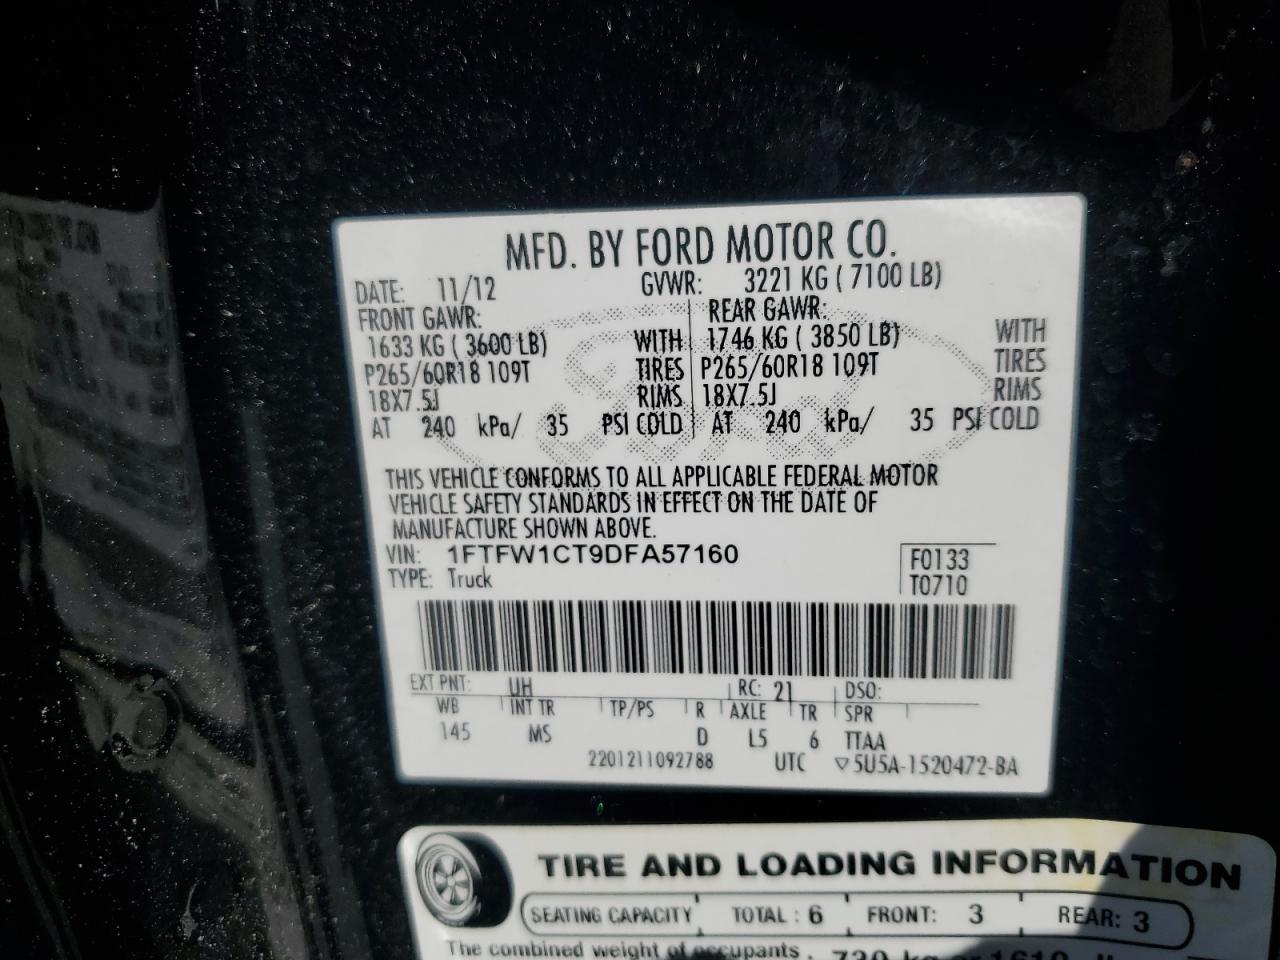 MFD. BY FORD MOTOR CO.
DATE: 11/12 GVWR: 3221 KG ( 7100 LB)
FRONT GAWR: REAR GAWR:
1633 KG ( 3600 LB) WITH 1746 KG ( 3850 LB) WITH
P265/60R18 109T TIRES P265/60R18 109T TIRES
18X7.5J RIMS 18X7.5J RIMS
AT 240 kPa/ 35 PSI COLD AT 240 kPa/ 35 PSI COLD
THIS VEHICLE CONFORMS TO ALL APPLICABLE FEDERAL MOTOR
VEHICLE SAFETY STANDARDS IN EFFECT ON THE DATE OF
MANUFACTURE SHOWN ABOVE.
VIN: 1FTFW1CT9DFA57160 F0133
TYPE: Truck T0710
EXT PNT: UH RC: 21 DSO:
WB INT TR TP/PS R AXLE TR SPR
145 MS D L5 6 TTAA
2201211092788 UTC ▽5U5A-1520472-BA
TIRE AND LOADING INFORMATION
SEATING CAPACITY TOTAL : 6 FRONT: 3 REAR: 3
The combined weight of occupants